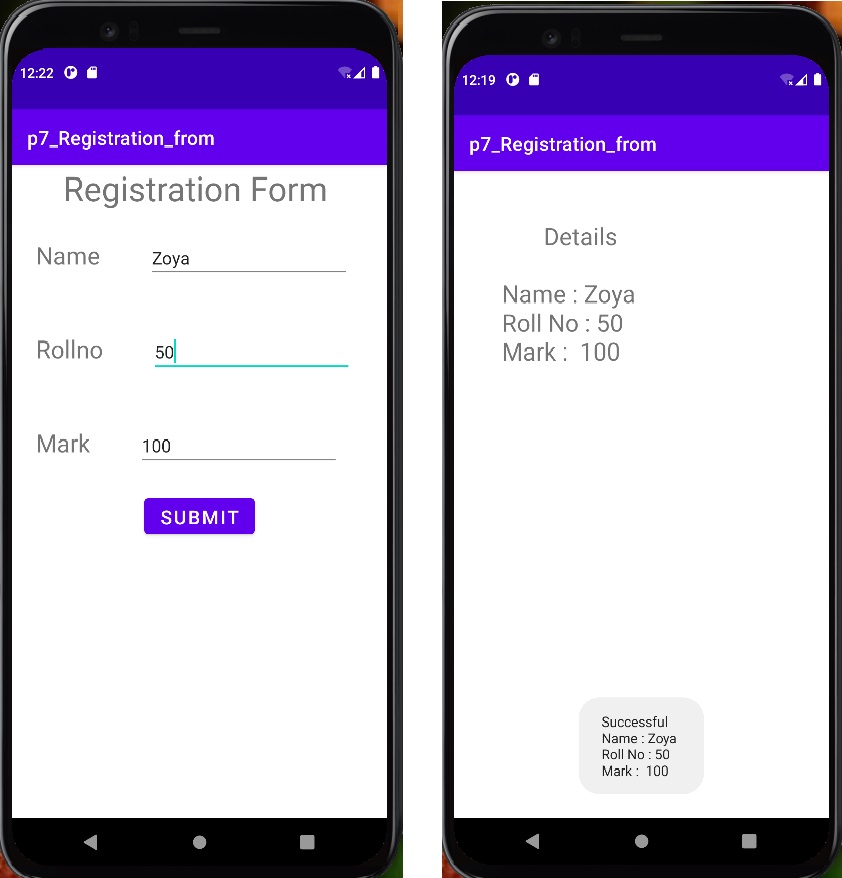 12:22
p7_Registration_from
Registration Form
Name Zoya
Rollno 50
Mark 100
SUBMIT
12:19
p7_Registration_from
Details
Name : Zoya
Roll No : 50
Mark :  100
Successful
Name : Zoya
Roll No : 50
Mark :  100